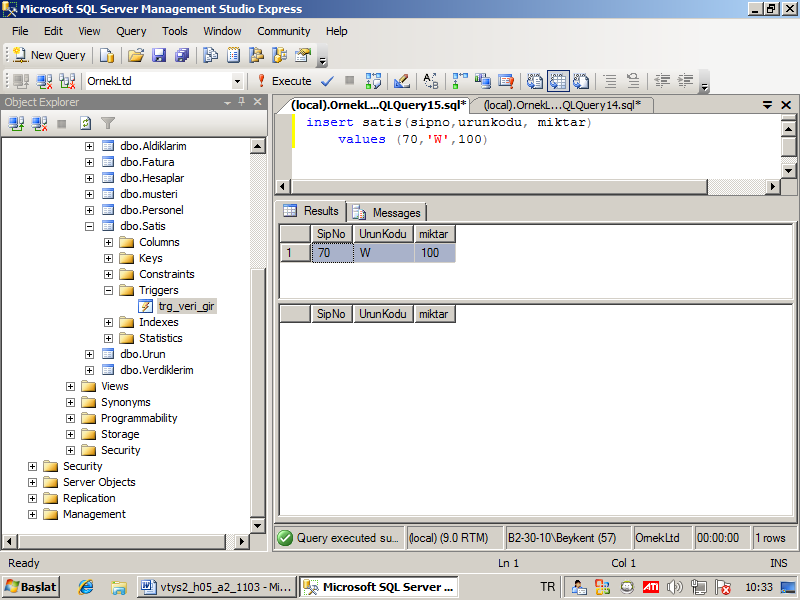 Microsoft SQL Server Management Studio Express
File Edit View Query Tools Window Community Help
New Query
OrnekLtd Execute
Object Explorer
(local).OrnekL...QLQuery15.sql* (local).OrnekL...QLQuery14.sql*
insert satis(sipno,urunkodu, miktar)
values (70,'W',100)
dbo.Aldiklarim
dbo.Fatura
dbo.Hesaplar
dbo.musteri
dbo.Personel
dbo.Satis
Columns
Keys
Constraints
Triggers
trg_veri_gir
Indexes
Statistics
dbo.Urun
dbo.Verdiklerim
Views
Synonyms
Programmability
Storage
Security
Security
Server Objects
Replication
Management
Results Messages
SipNo UrunKodu miktar
1 70 W 100
SipNo UrunKodu miktar
Query executed su... (local) (9.0 RTM) B2-30-10\Beykent (57) OrnekLtd 00:00:00 1 rows
Ready Ln 1 Col 1 INS
Başlat vtys2_h05_a2_1103 - Mi... Microsoft SQL Server ... TR ATI 10:33